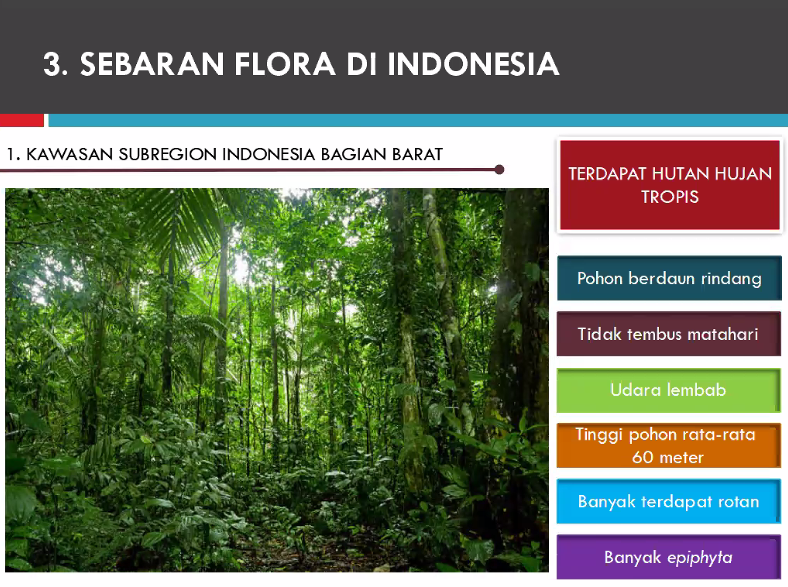 3. SEBARAN FLORA DI INDONESIA
1. KAWASAN SUBREGION INDONESIA BAGIAN BARAT
TERDAPAT HUTAN HUJAN
TROPIS
Pohon berdaun rindang
Tidak tembus matahari
Udara lembab
Tinggi pohon rata-rata
60 meter
Banyak terdapat rotan
Banyak epiphyta